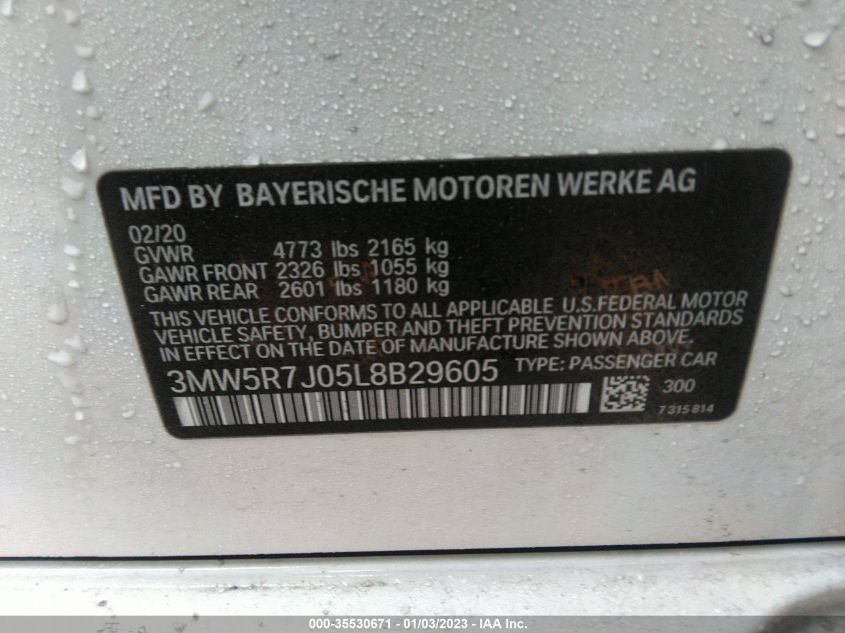 MFD BY BAYERISCHE MOTOREN WERKE AG
02/20
GVWR 4773 lbs 2165 kg
GAWR FRONT 2326 lbs 1055 kg
GAWR REAR 2601 lbs 1180 kg
THIS VEHICLE CONFORMS TO ALL APPLICABLE U.S.FEDERAL MOTOR
VEHICLE SAFETY, BUMPER AND THEFT PREVENTION STANDARDS
IN EFFECT ON THE DATE OF MANUFACTURE SHOWN ABOVE.
3MW5R7J05L8B29605 TYPE: PASSENGER CAR
300
7 315 814
000-35530671 - 01/03/2023 - IAA Inc.